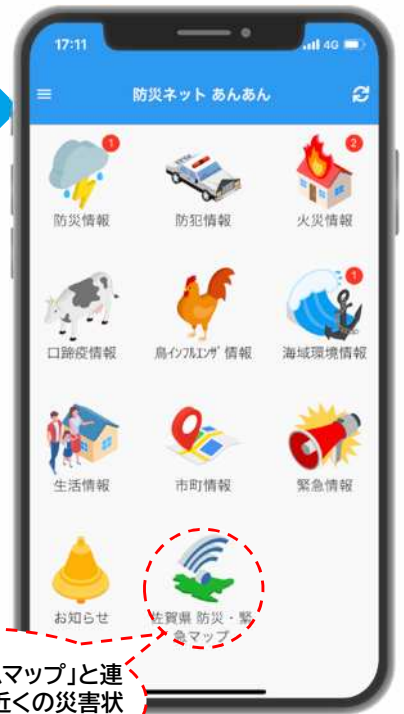 17:11
4G
防災ネット あんあん
1
2
防災情報
防犯情報
火災情報
1
口蹄疫情報
鳥インフルエンザ 情報
海域環境情報
生活情報
市町情報
緊急情報
お知らせ
佐賀県 防災・緊
急マップ
マップ」と連
近くの災害状